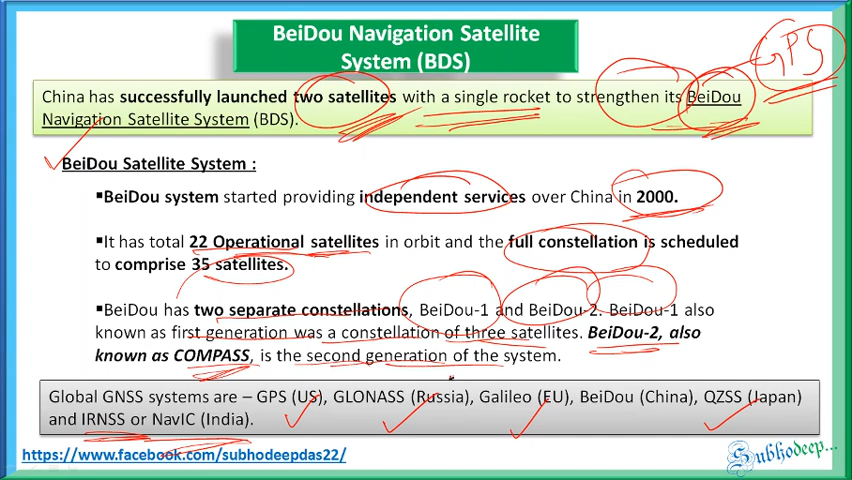 BeiDou Navigation Satellite
System (BDS)
GPS
China has successfully launched two satellites with a single rocket to strengthen its BeiDou
Navigation Satellite System (BDS).
BeiDou Satellite System :
▪BeiDou system started providing independent services over China in 2000.
▪It has total 22 Operational satellites in orbit and the full constellation is scheduled
to comprise 35 satellites.
▪BeiDou has two separate constellations, BeiDou-1 and BeiDou-2. BeiDou-1 also
known as first generation was a constellation of three satellites. BeiDou-2, also
known as COMPASS, is the second generation of the system.
Global GNSS systems are – GPS (US), GLONASS (Russia), Galileo (EU), BeiDou (China), QZSS (Japan)
and IRNSS or NavIC (India).
https://www.facebook.com/subhodeepdas22/
Subhodeep...